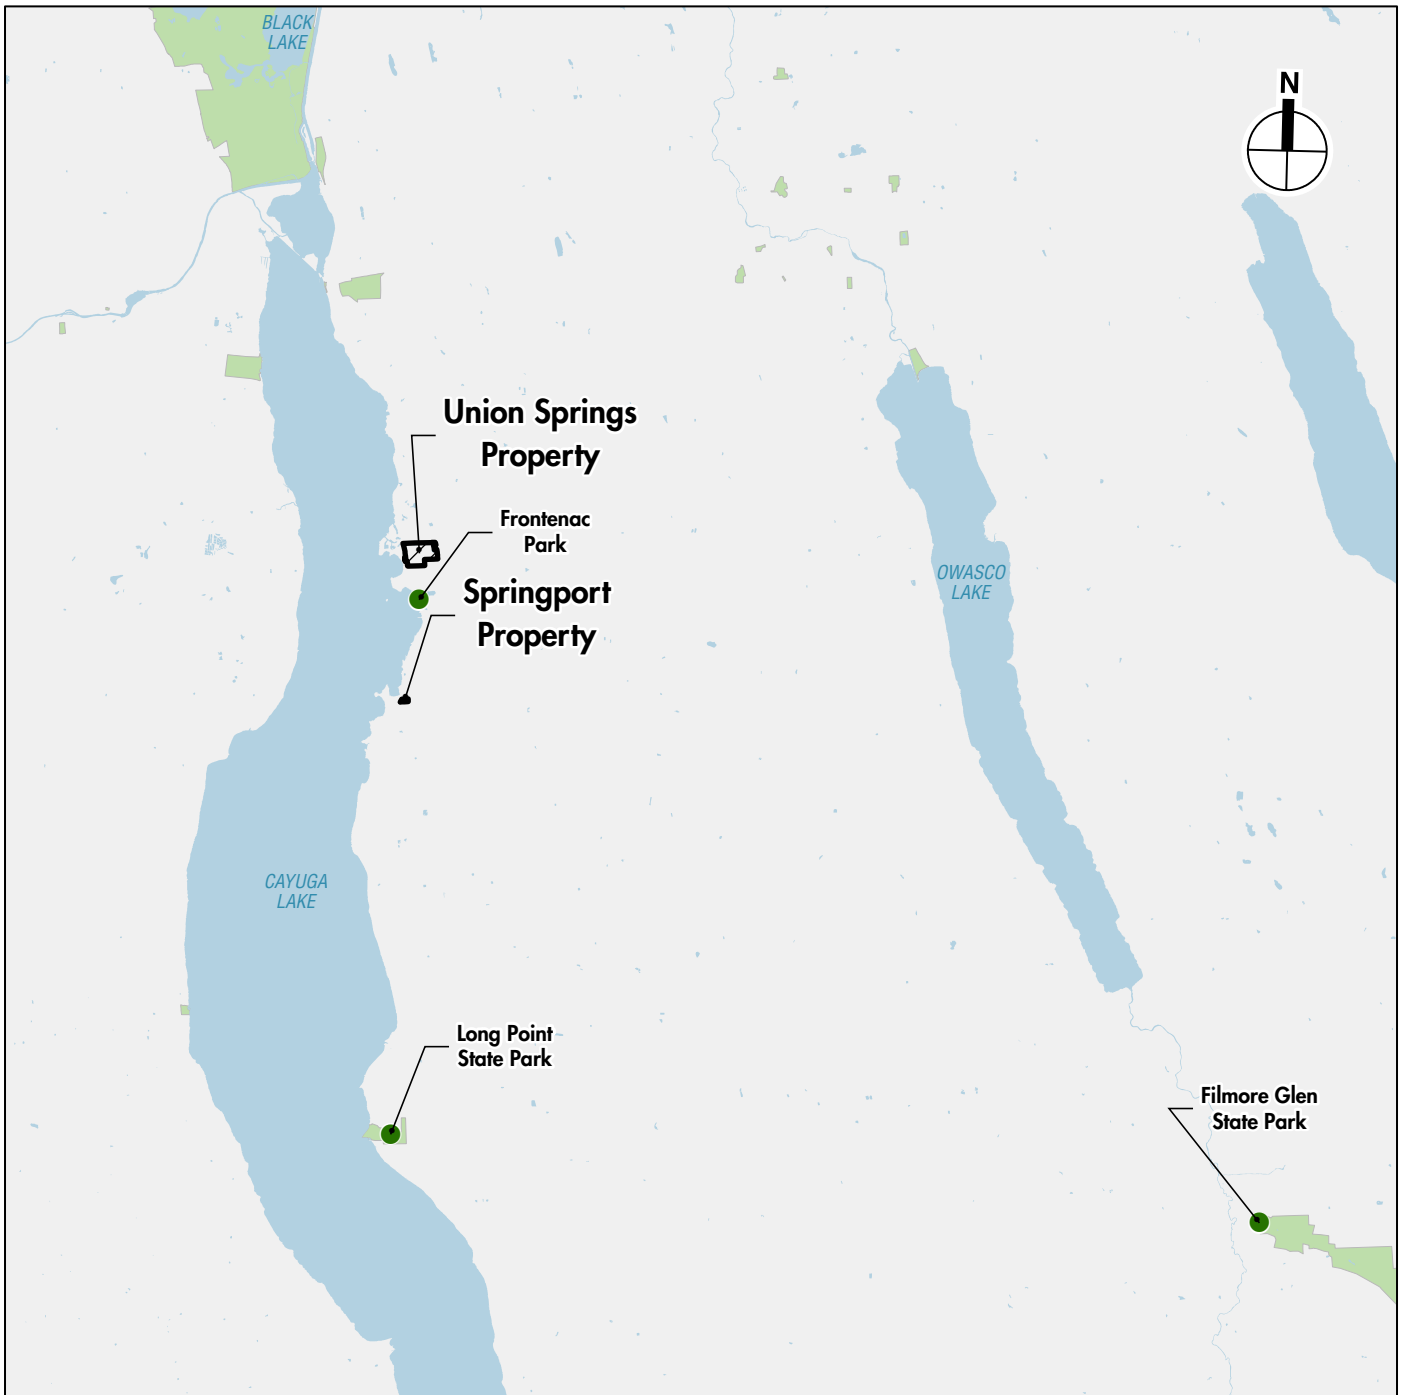 BLACK
LAKE
N
Union Springs
Property
Frontenac
Park
Springport
Property
OWASCO
LAKE
CAYUGA
LAKE
Long Point
State Park
Filmore Glen
State Park